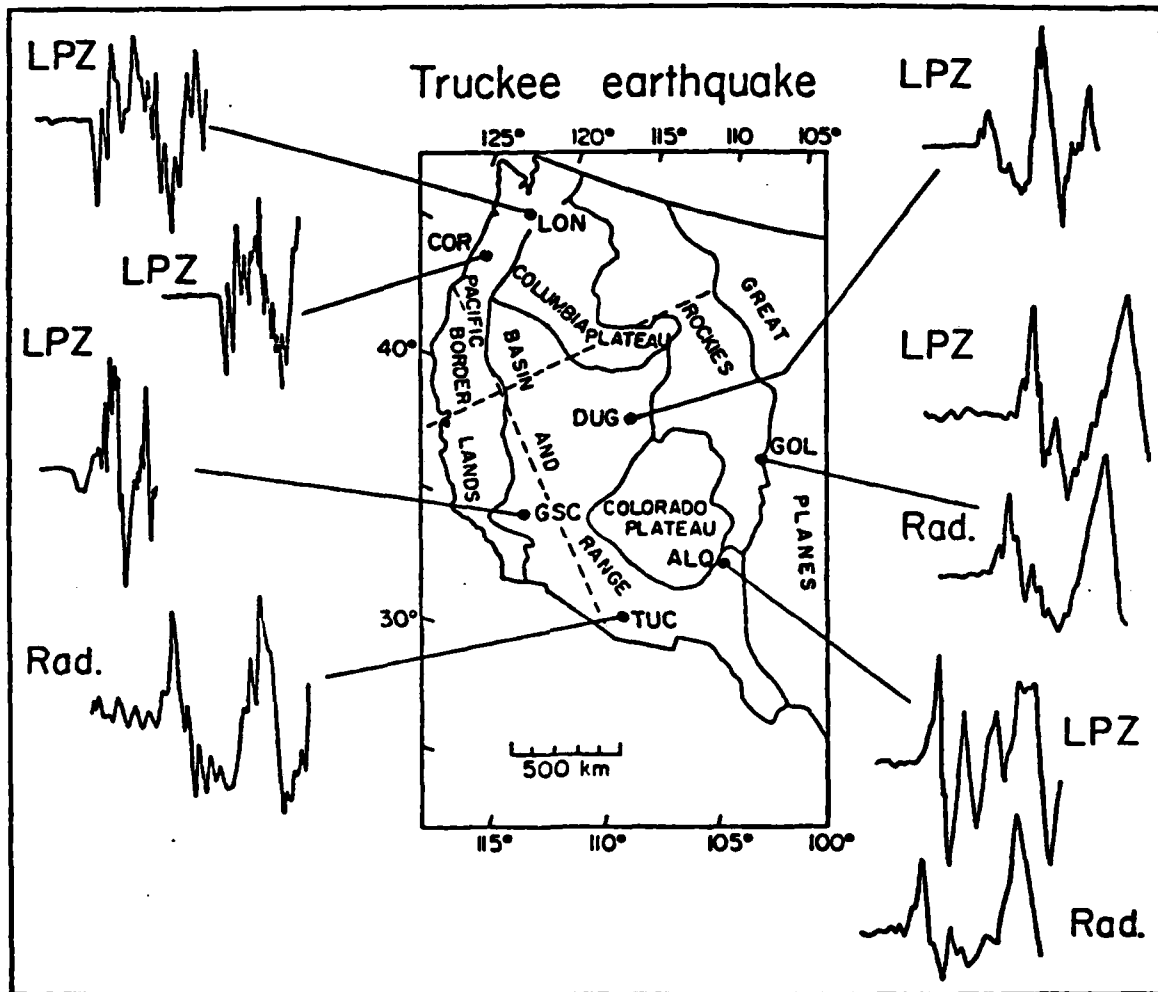 Truckee earthquake
125° 120° 115° 110 105°
LPZ
LPZ
LPZ
Rad.
LPZ
LPZ
Rad.
LPZ
Rad.
LON
COR
PACIFIC
BORDER
LANDS
COLUMBIA
PLATEAU
BASIN
AND
RANGE
ROCKIES
GREAT
PLANES
40°
DUG
GOL
GSC
COLORADO
PLATEAU
ALQ
30°
TUC
500 km
115° 110° 105° 100°